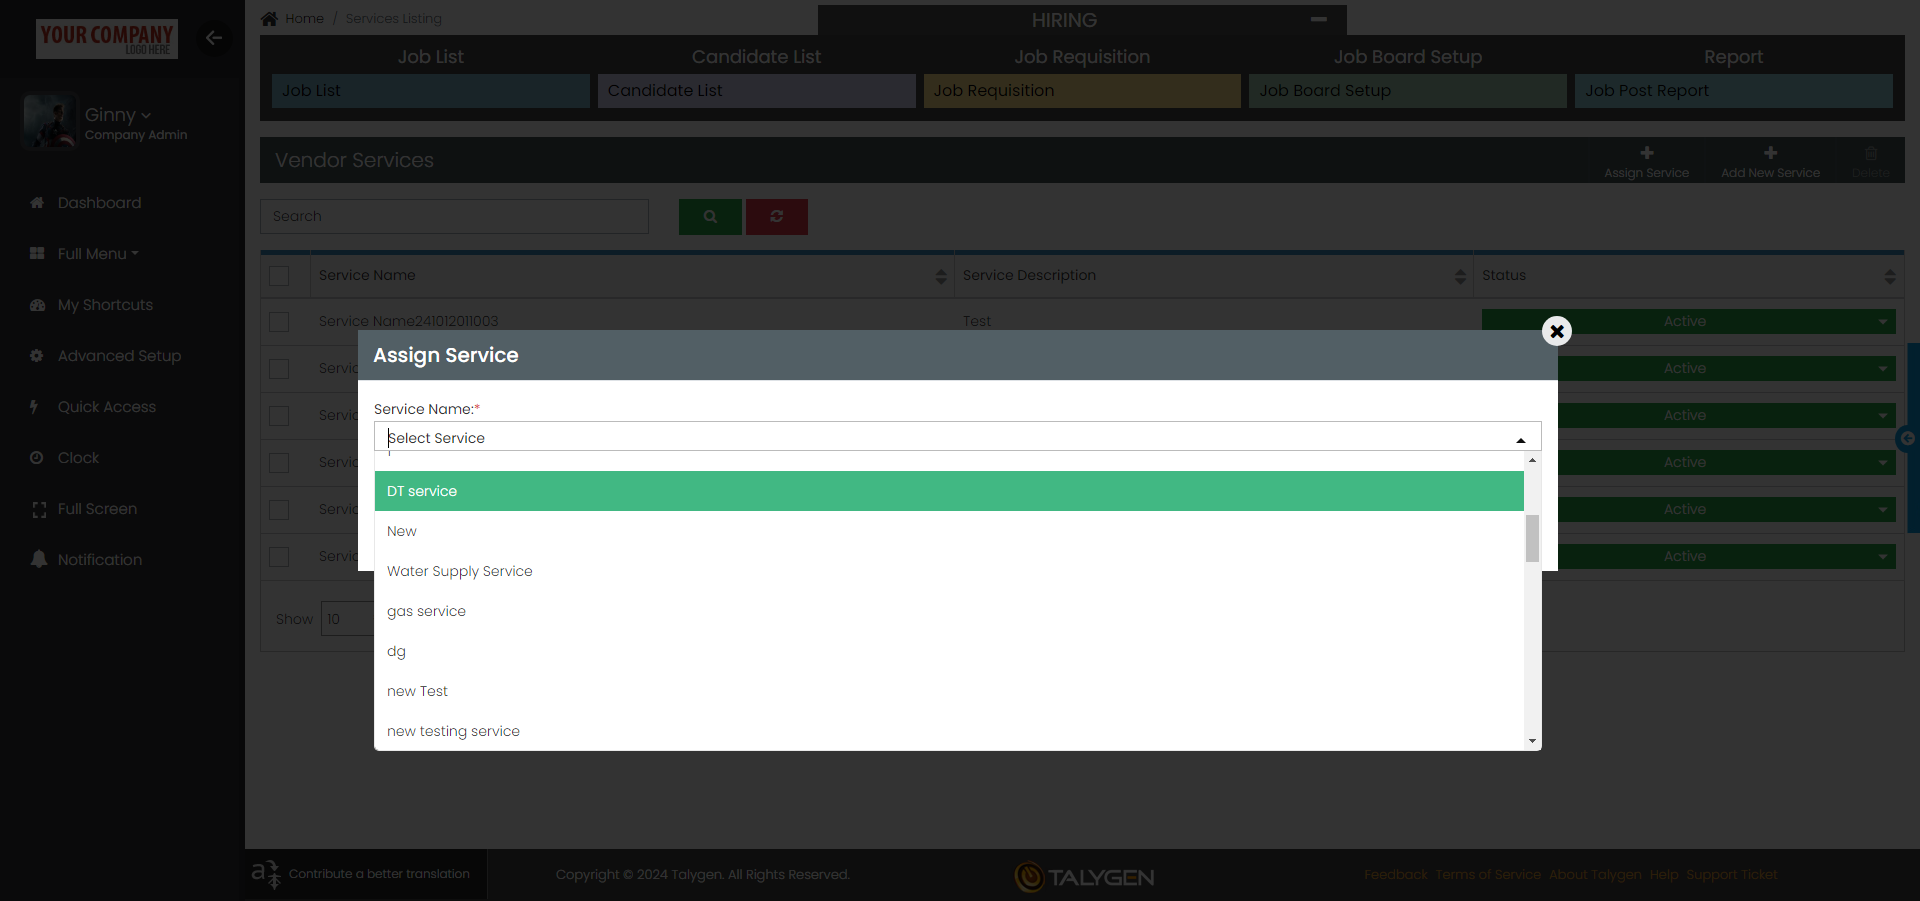 YOUR COMPANY
LOGO HERE
Home / Services Listing
HIRING
Job List
Candidate List
Job Requisition
Job Board Setup
Report
Job List
Candidate List
Job Requisition
Job Board Setup
Job Post Report
Ginny
Company Admin
Dashboard
Full Menu
My Shortcuts
Advanced Setup
Quick Access
Clock
Full Screen
Notification
Vendor Services
Assign Service
Add New Service
Delete
Search
Service Name
Service Description
Status
Service Name241012011003
Test
Active
Active
Active
Active
Active
Active
Assign Service
Service Name:*
Select Service
DT service
New
Water Supply Service
gas service
dg
new Test
new testing service
Show 10
Contribute a better translation
Copyright © 2024 Talygen. All Rights Reserved.
TALYGEN
Feedback Terms of Service About Talygen Help Support Ticket